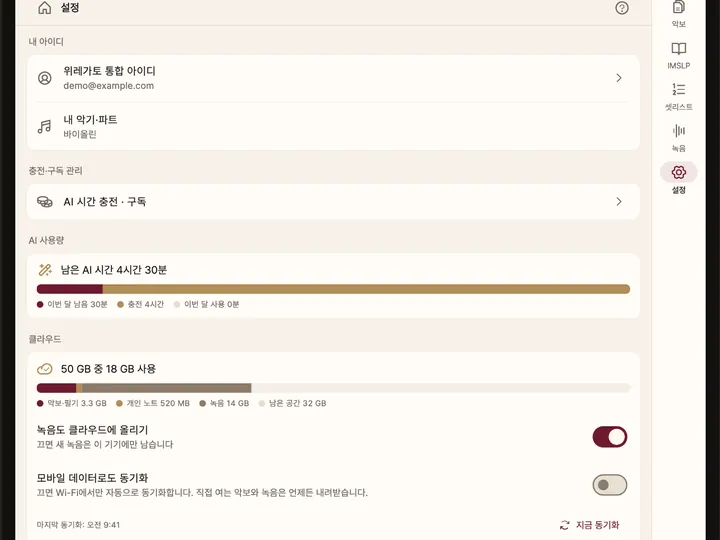 설정
내 아이디
위레가토 통합 아이디
demo@example.com
내 악기·파트
바이올린
충전·구독 관리
AI 시간 충전 · 구독
AI 사용량
남은 AI 시간 4시간 30분
이번 달 남음 30분
충전 4시간
이번 달 사용 0분
클라우드
50 GB 중 18 GB 사용
악보·필기 3.3 GB
개인 노트 520 MB
녹음 14 GB
남은 공간 32 GB
녹음도 클라우드에 올리기
끄면 새 녹음은 이 기기에만 남습니다
모바일 데이터로도 동기화
끄면 Wi-Fi에서만 자동으로 동기화합니다. 직접 여는 악보와 녹음은 언제든 내려받습니다.
마지막 동기화: 오전 9:41
지금 동기화
악보
IMSLP
셋리스트
녹음
설정